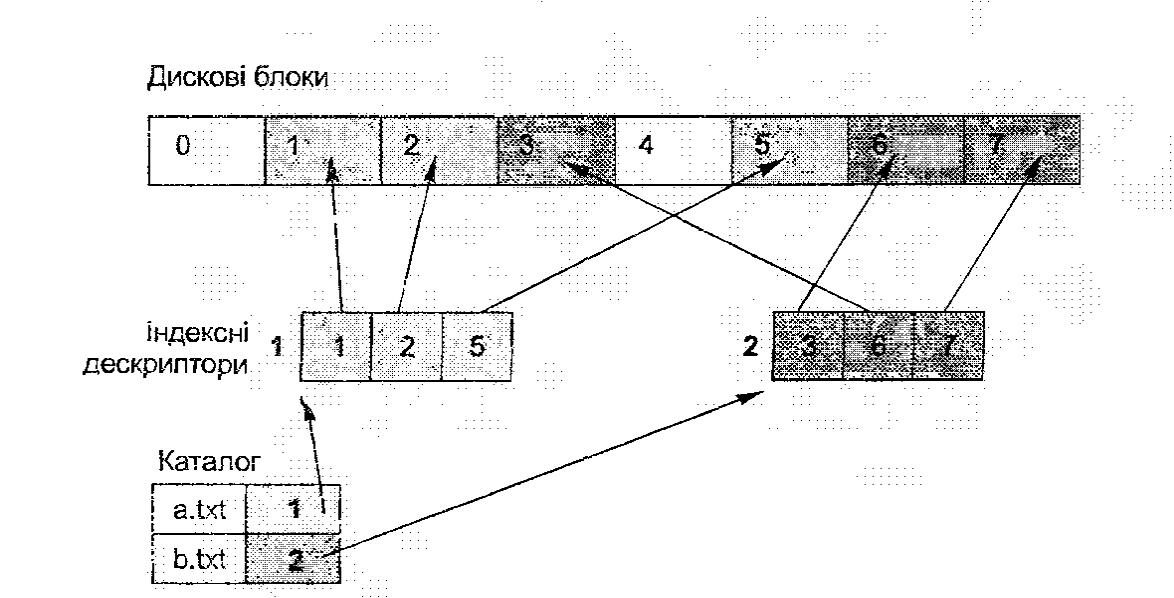 Дискові блоки
0 1 2 3 4 5 6 7
індексні
дескриптори
1 1 2 5
2 3 6 7
Каталог
a.txt 1
b.txt 2